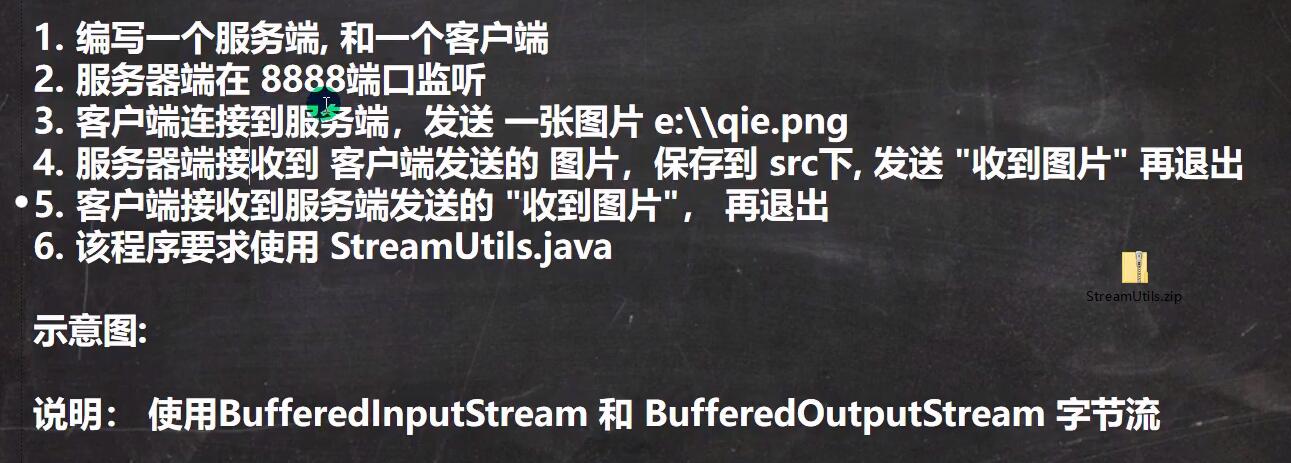 1. 编写一个服务端, 和一个客户端
2. 服务器端在 8888端口监听
3. 客户端连接到服务端，发送 一张图片 e:\\qie.png
4. 服务器端接收到 客户端发送的 图片，保存到 src下, 发送 "收到图片" 再退出
5. 客户端接收到服务端发送的 "收到图片"， 再退出
6. 该程序要求使用 StreamUtils.java
StreamUtils.zip
示意图:
说明： 使用BufferedInputStream 和 BufferedOutputStream 字节流